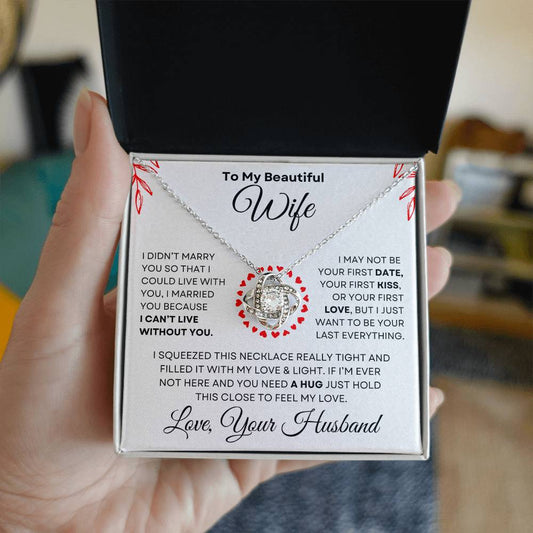 To My Beautiful
Wife
I DIDN'T MARRY
YOU SO THAT I
COULD LIVE WITH
YOU, I MARRIED
YOU BECAUSE
I CAN'T LIVE
WITHOUT YOU.
I MAY NOT BE
YOUR FIRST DATE,
YOUR FIRST KISS,
OR YOUR FIRST
LOVE, BUT I JUST
WANT TO BE YOUR
LAST EVERYTHING.
I SQUEEZED THIS NECKLACE REALLY TIGHT AND
FILLED IT WITH MY LOVE & LIGHT. IF I'M EVER
NOT HERE AND YOU NEED A HUG JUST HOLD
THIS CLOSE TO FEEL MY LOVE.
Love, Your Husband